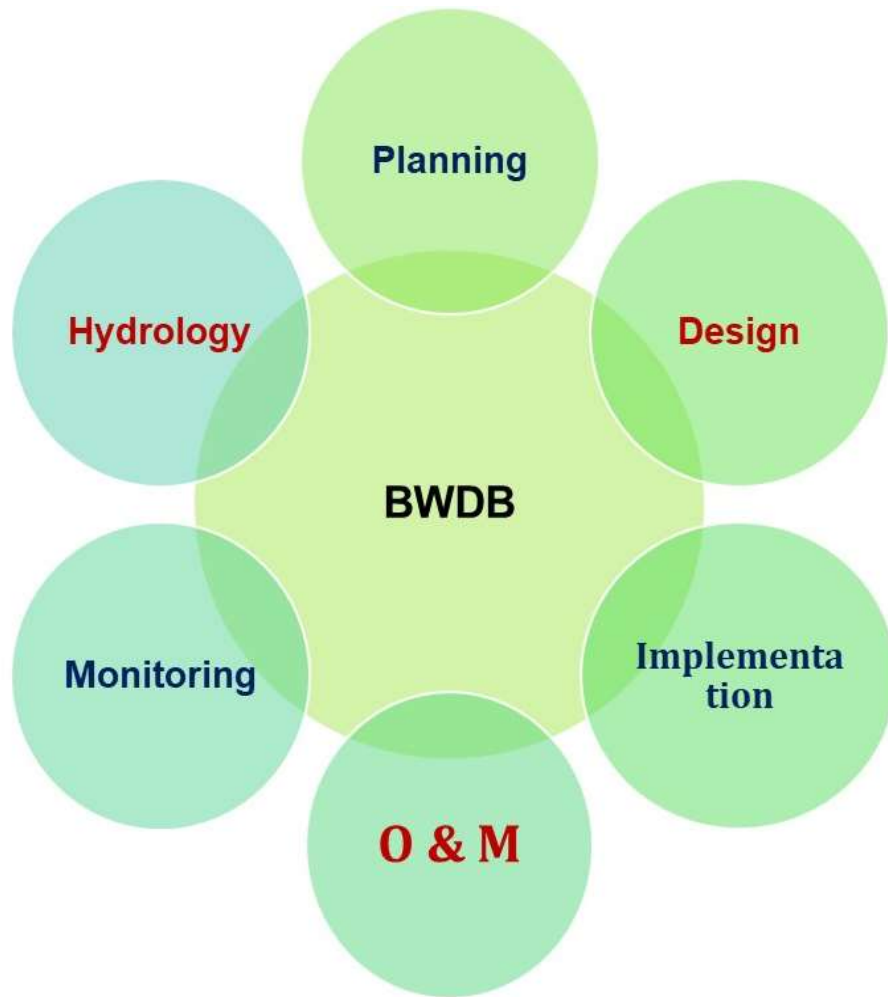 Planning
Hydrology
Design
BWDB
Monitoring
Implementa
tion
O & M